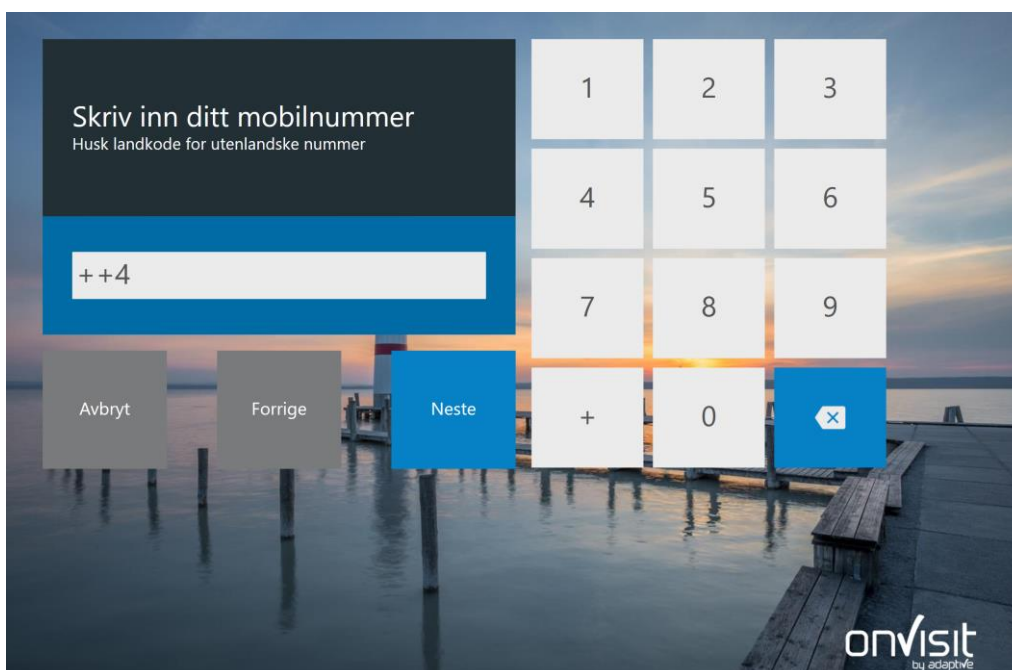 Skriv inn ditt mobilnummer
Husk landkode for utenlandske nummer
++4
Avbryt
Forrige
Neste
1 2 3
4 5 6
7 8 9
+ 0
onvisit
by adaptive